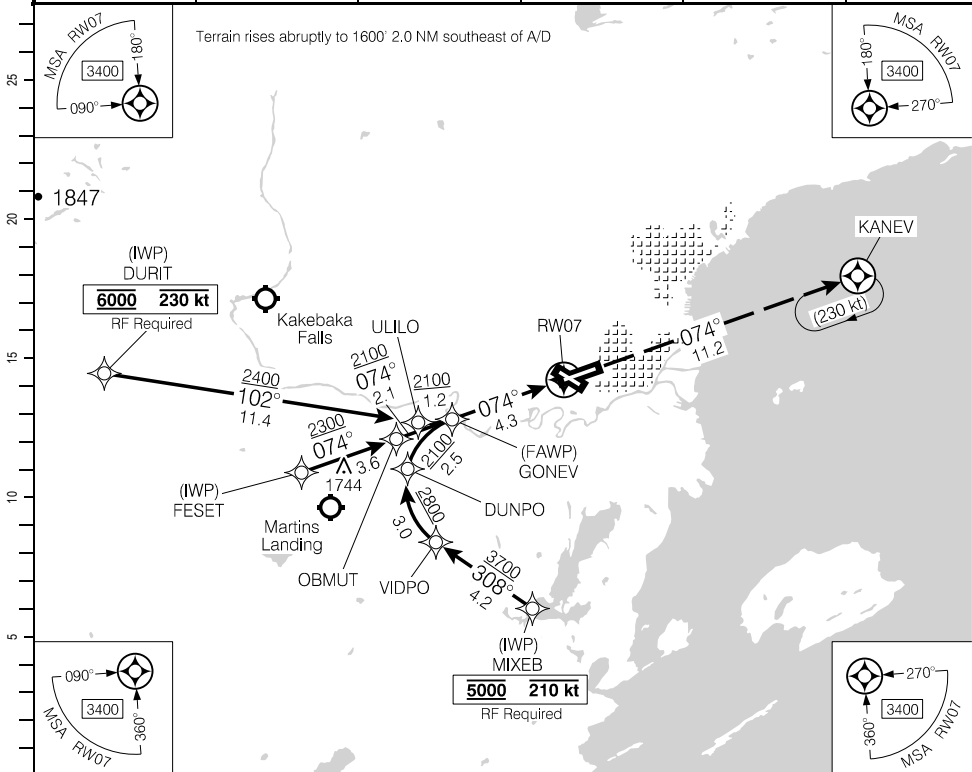 MSA RW07
180°
3400
090°
Terrain rises abruptly to 1600' 2.0 NM southeast of A/D
MSA RW07
180°
3400
270°
25
20
15
10
5
1847
(IWP)
DURIT
6000 230 kt
RF Required
Kakebaka
Falls
ULILO
RW07
KANEV
(230 kt)
074°
11.2
2400
102°
11.4
2100
074°
2.1
2100
1.2
074°
4.3
2300
074°
3.6
1744
(IWP)
FESET
Martins
Landing
OBMUT
(FAWP)
GONEV
2100
2.5
DUNPO
2800
3.0
VIDPO
3700
308°
4.2
(IWP)
MIXEB
5000 210 kt
RF Required
090°
3400
360°
MSA RW07
270°
3400
360°
MSA RW07